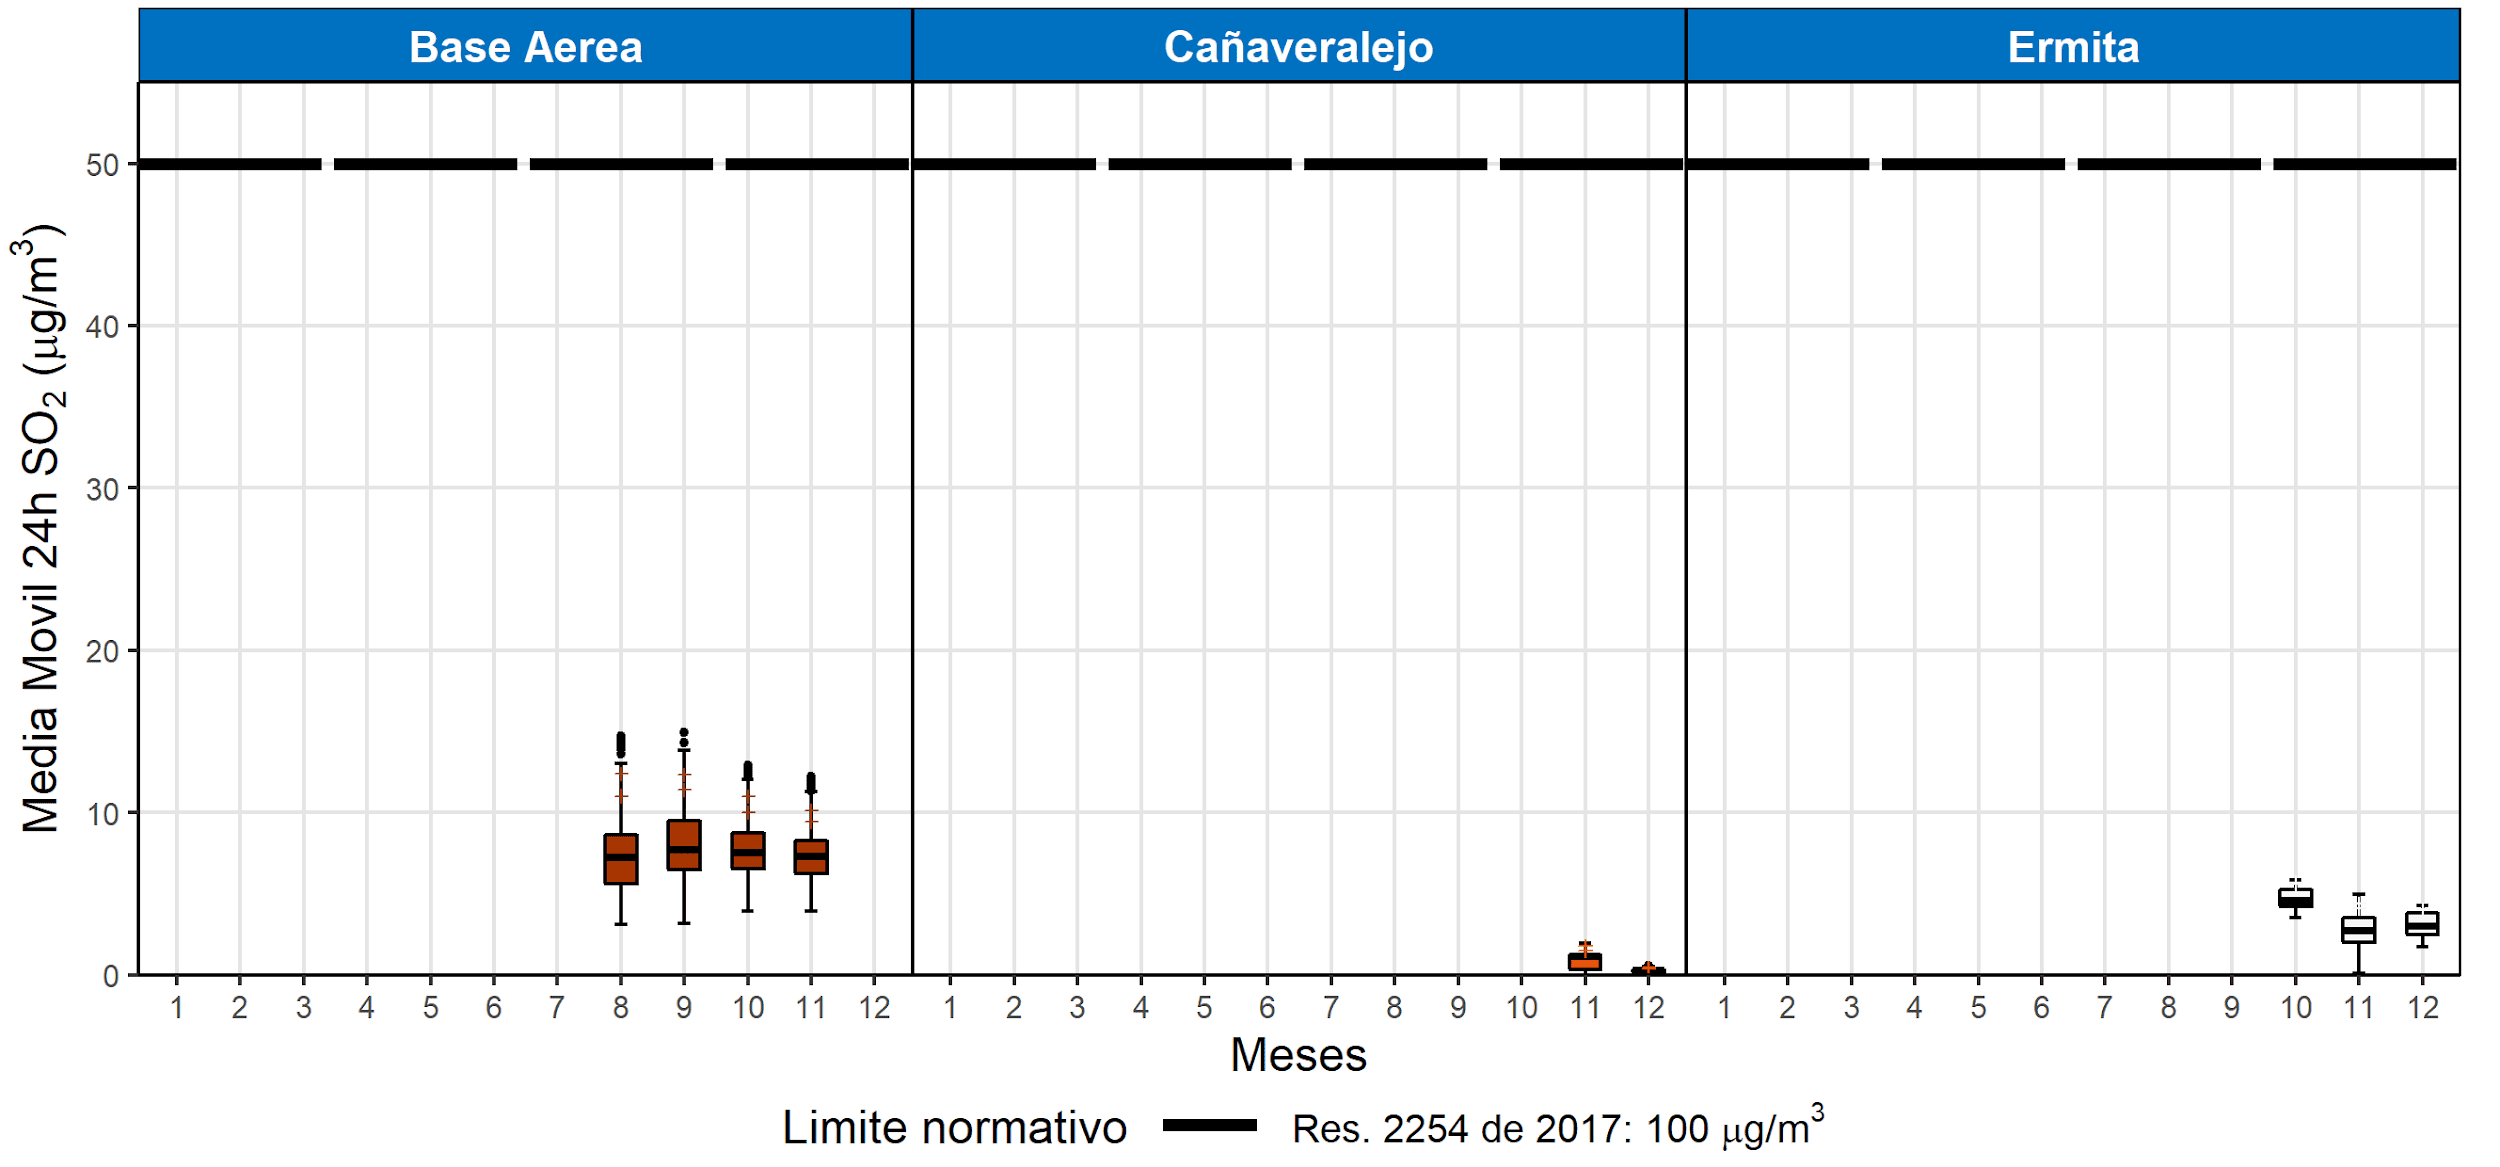 Base Aerea Cañaveralejo Ermita
Media Movil 24h SO₂ (µg/m³)
50
40
30
20
10
0
1 2 3 4 5 6 7 8 9 10 11 12 1 2 3 4 5 6 7 8 9 10 11 12 1 2 3 4 5 6 7 8 9 10 11 12
Meses
Limite normativo Res. 2254 de 2017: 100 µg/m³